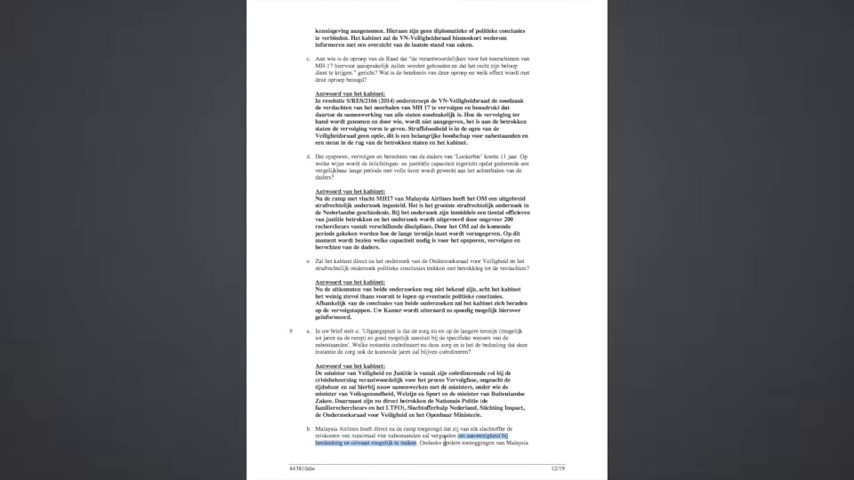 kennisgeving aangenomen. Hieraan zijn geen diplomatieke of politieke conclusies
te verbinden. Het kabinet zal de VN-Veiligheidsraad binnenkort wederom
informeren met een overzicht van de laatste stand van zaken.
c. Aan wie is de oproep van de Raad dat "de verantwoordelijken voor het neerschieten van
MH-17 hiervoor aansprakelijk zullen worden gehouden en dat het recht zijn beloop
dient te krijgen." gericht? Wat is de betekenis van deze oproep en welk effect wordt met
deze oproep beoogd?
Antwoord van het kabinet:
In resolutie S/RES/2166 (2014) onderstreept de VN-Veiligheidsraad de noodzaak
de verdachten van het neerhalen van MH 17 te vervolgen en benadrukt dat
daartoe de samenwerking van alle staten noodzakelijk is. Hoe de vervolging ter
hand wordt genomen en door wie, wordt niet aangegeven, het is aan de betrokken
staten de vervolging vorm te geven. Straffeloosheid is in de ogen van de
Veiligheidsraad geen optie, dit is een belangrijke boodschap voor nabestaanden en
een steun in de rug van de betrokken staten en het kabinet.
d. Het opsporen, vervolgen en berechten van de daders van 'Lockerbie' kostte 11 jaar. Op
welke wijze wordt de inlichtingen- en justitiële capaciteit ingericht opdat gedurende een
vergelijkbaar lange periode met volle inzet wordt gewerkt aan het achterhalen van de
daders?
Antwoord van het kabinet:
Na de ramp met vlucht MH17 van Malaysia Airlines heeft het OM een uitgebreid
strafrechtelijk onderzoek ingesteld. Het is het grootste strafrechtelijk onderzoek in
de Nederlandse geschiedenis. Bij het onderzoek zijn inmiddels een tiental officieren
van justitie betrokken en het onderzoek wordt uitgevoerd door ongeveer 200
rechercheurs vanuit verschillende disciplines. Door het OM zal de komende
periode gekeken worden hoe de lange termijn inzet wordt vormgegeven. Op dit
moment wordt bezien welke capaciteit nodig is voor het opsporen, vervolgen en
berechten van de daders.
e. Zal het kabinet direct na het onderzoek van de Onderzoeksraad voor Veiligheid en het
strafrechtelijk onderzoek politieke conclusies trekken met betrekking tot de verdachten?
Antwoord van het kabinet:
Nu de uitkomsten van beide onderzoeken nog niet bekend zijn, acht het kabinet
het weinig zinvol thans vooruit te lopen op eventuele politieke conclusies.
Afhankelijk van de conclusies van beide onderzoeken zal het kabinet zich beraden
op de vervolgstappen. Uw Kamer wordt uiteraard zo spoedig mogelijk hierover
geïnformeerd.
9 a. In uw brief stelt u: 'Uitgangspunt is dat de zorg nu en op de langere termijn (mogelijk
tot jaren na de ramp) zo goed mogelijk aansluit bij de specifieke wensen van de
nabestaanden'. Welke instantie coördineert nu deze zorg en is het de bedoeling dat deze
instantie de zorg ook de komende jaren zal blijven coördineren?
Antwoord van het kabinet:
De minister van Veiligheid en Justitie is vanuit zijn coördinerende rol bij de
crisisbeheersing verantwoordelijk voor het proces Vervolgfase, ongeacht de
tijdsduur en zal hierbij nauw samenwerken met de ministers, onder wie de
minister van Volksgezondheid, Welzijn en Sport en de minister van Buitenlandse
Zaken. Daarnaast zijn nu direct betrokken de Nationale Politie (de
familierechercheurs en het LTFO), Slachtofferhulp Nederland, Stichting Impact,
de Onderzoeksraad voor Veiligheid en het Openbaar Ministerie.
b Malaysia Airlines heeft direct na de ramp toegezegd dat zij van elk slachtoffer de
reiskosten van maximaal vier nabestaanden zal vergoeden om aanwezigheid bij
herdenking en uitvaart mogelijk te maken. Ondanks eerdere toezeggingen van Malaysia
12/19